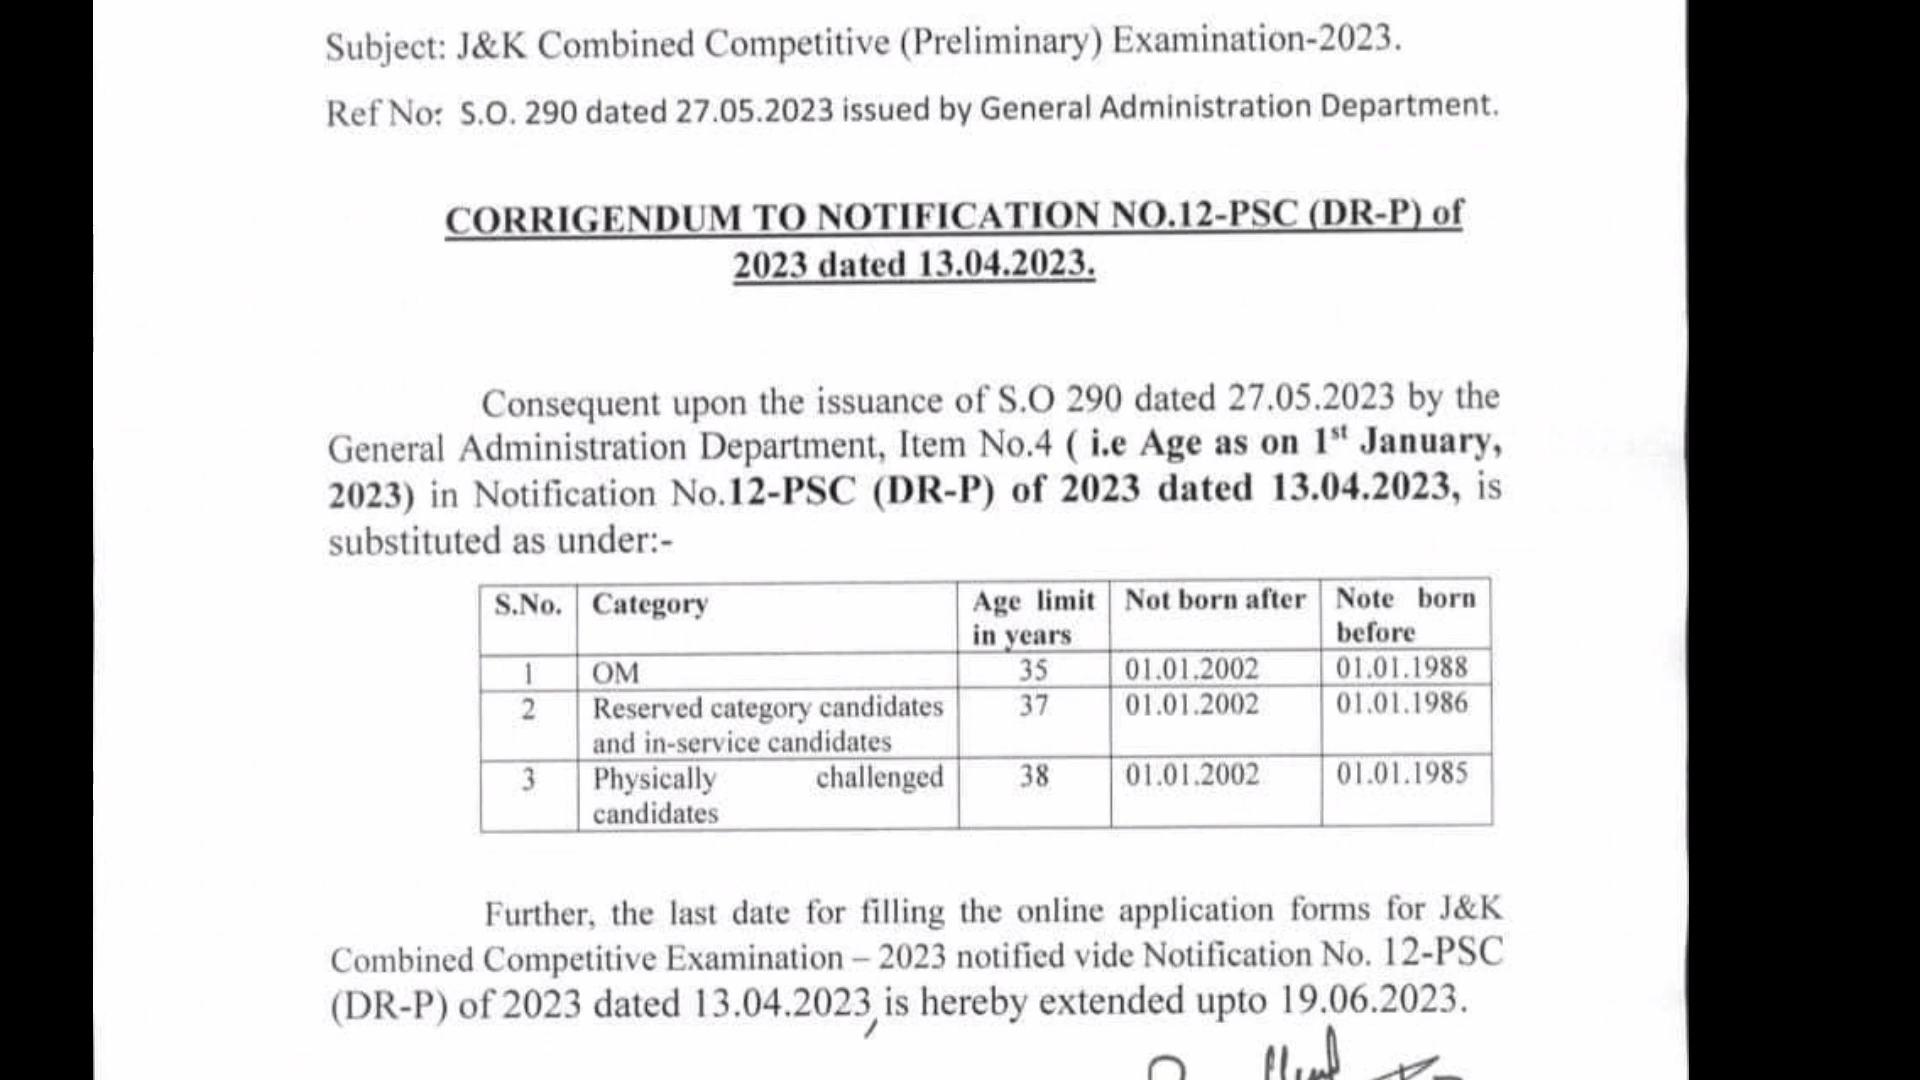 Subject: J&K Combined Competitive (Preliminary) Examination-2023.
Ref No: S.O. 290 dated 27.05.2023 issued by General Administration Department.
CORRIGENDUM TO NOTIFICATION NO.12-PSC (DR-P) of
2023 dated 13.04.2023.
Consequent upon the issuance of S.O 290 dated 27.05.2023 by the
General Administration Department, Item No.4 ( i.e Age as on 1st January,
2023) in Notification No.12-PSC (DR-P) of 2023 dated 13.04.2023, is
substituted as under:-
S.No. Category Age limit in years Not born after Note born before
1 OM 35 01.01.2002 01.01.1988
2 Reserved category candidates and in-service candidates 37 01.01.2002 01.01.1986
3 Physically challenged candidates 38 01.01.2002 01.01.1985
Further, the last date for filling the online application forms for J&K
Combined Competitive Examination – 2023 notified vide Notification No. 12-PSC
(DR-P) of 2023 dated 13.04.2023, is hereby extended upto 19.06.2023.